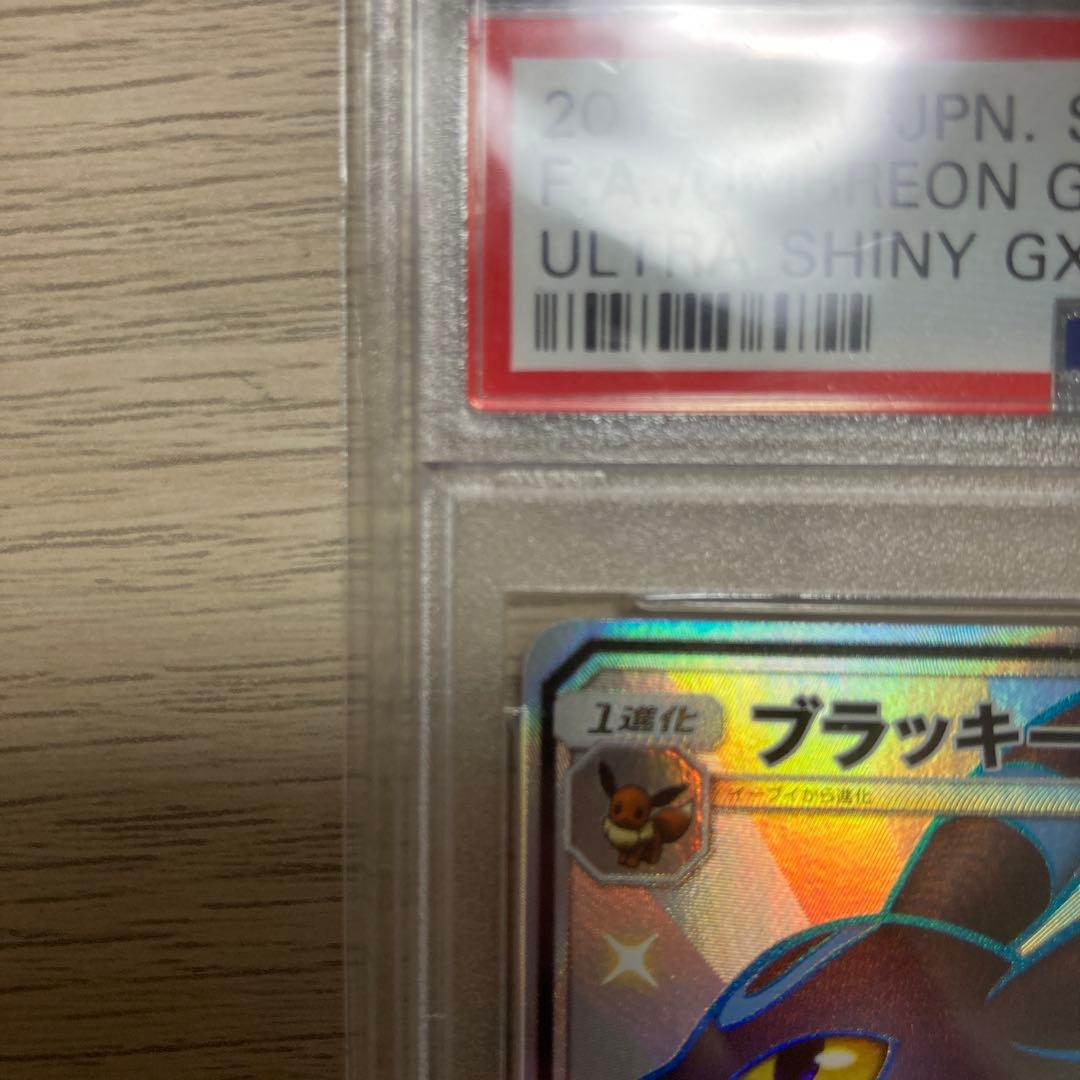 JPN. S
F.A./UMBREON G
ULTRA SHINY GX
1進化
ブラッキー
イーブイから進化